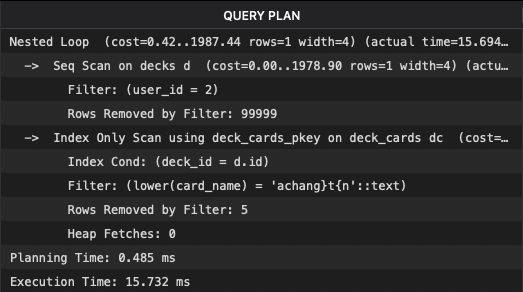 QUERY PLAN
Nested Loop  (cost=0.42..1987.44 rows=1 width=4) (actual time=15.694…
  ->  Seq Scan on decks d  (cost=0.00..1978.90 rows=1 width=4) (actu…
        Filter: (user_id = 2)
        Rows Removed by Filter: 99999
  ->  Index Only Scan using deck_cards_pkey on deck_cards dc  (cost=…
        Index Cond: (deck_id = d.id)
        Filter: (lower(card_name) = 'achang}t{n'::text)
        Rows Removed by Filter: 5
        Heap Fetches: 0
Planning Time: 0.485 ms
Execution Time: 15.732 ms